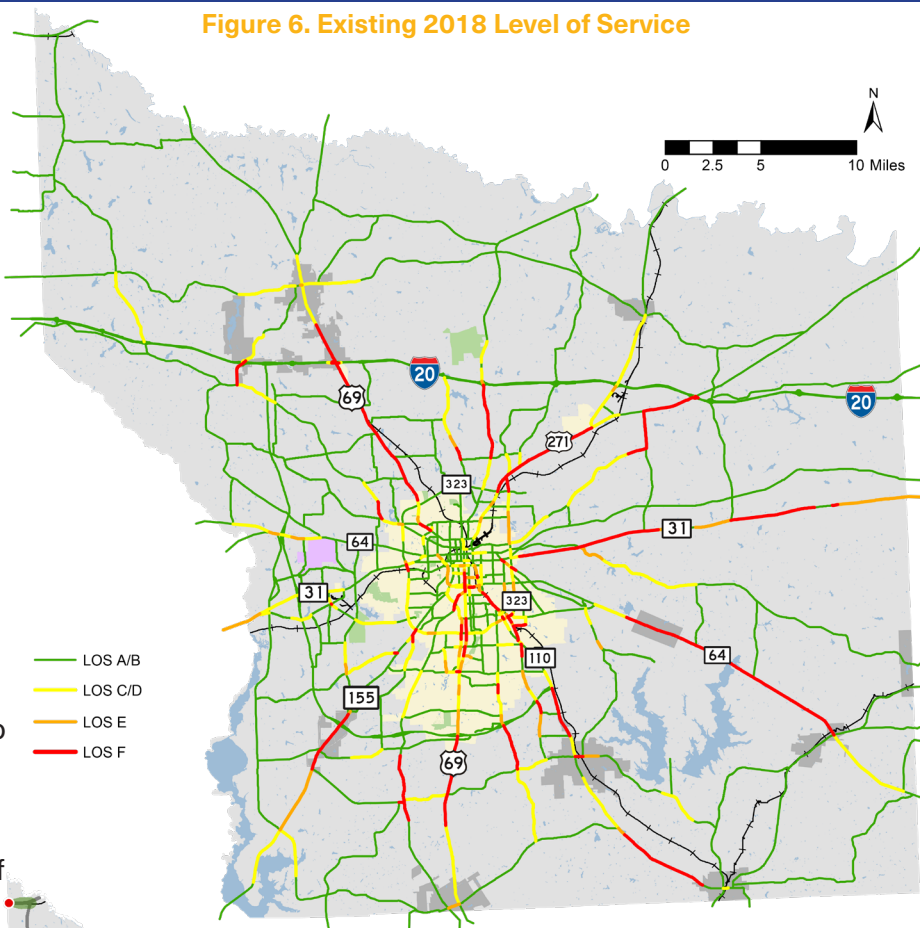 Figure 6. Existing 2018 Level of Service
N
0 2.5 5 10 Miles
20
69
20
271
323
31
64
31
323
64
110
155
69
LOS A/B
LOS C/D
LOS E
LOS F